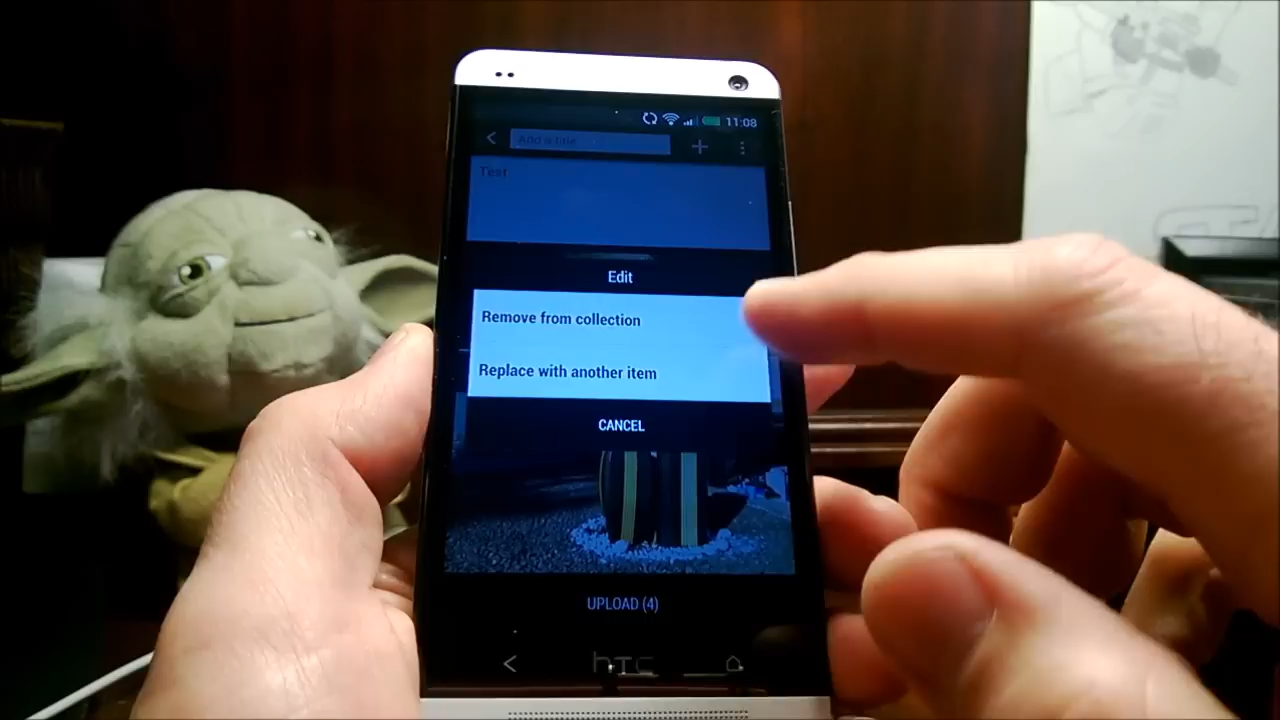 11:08
Add a title
Test
Edit
Remove from collection
Replace with another item
CANCEL
UPLOAD (4)
hTC